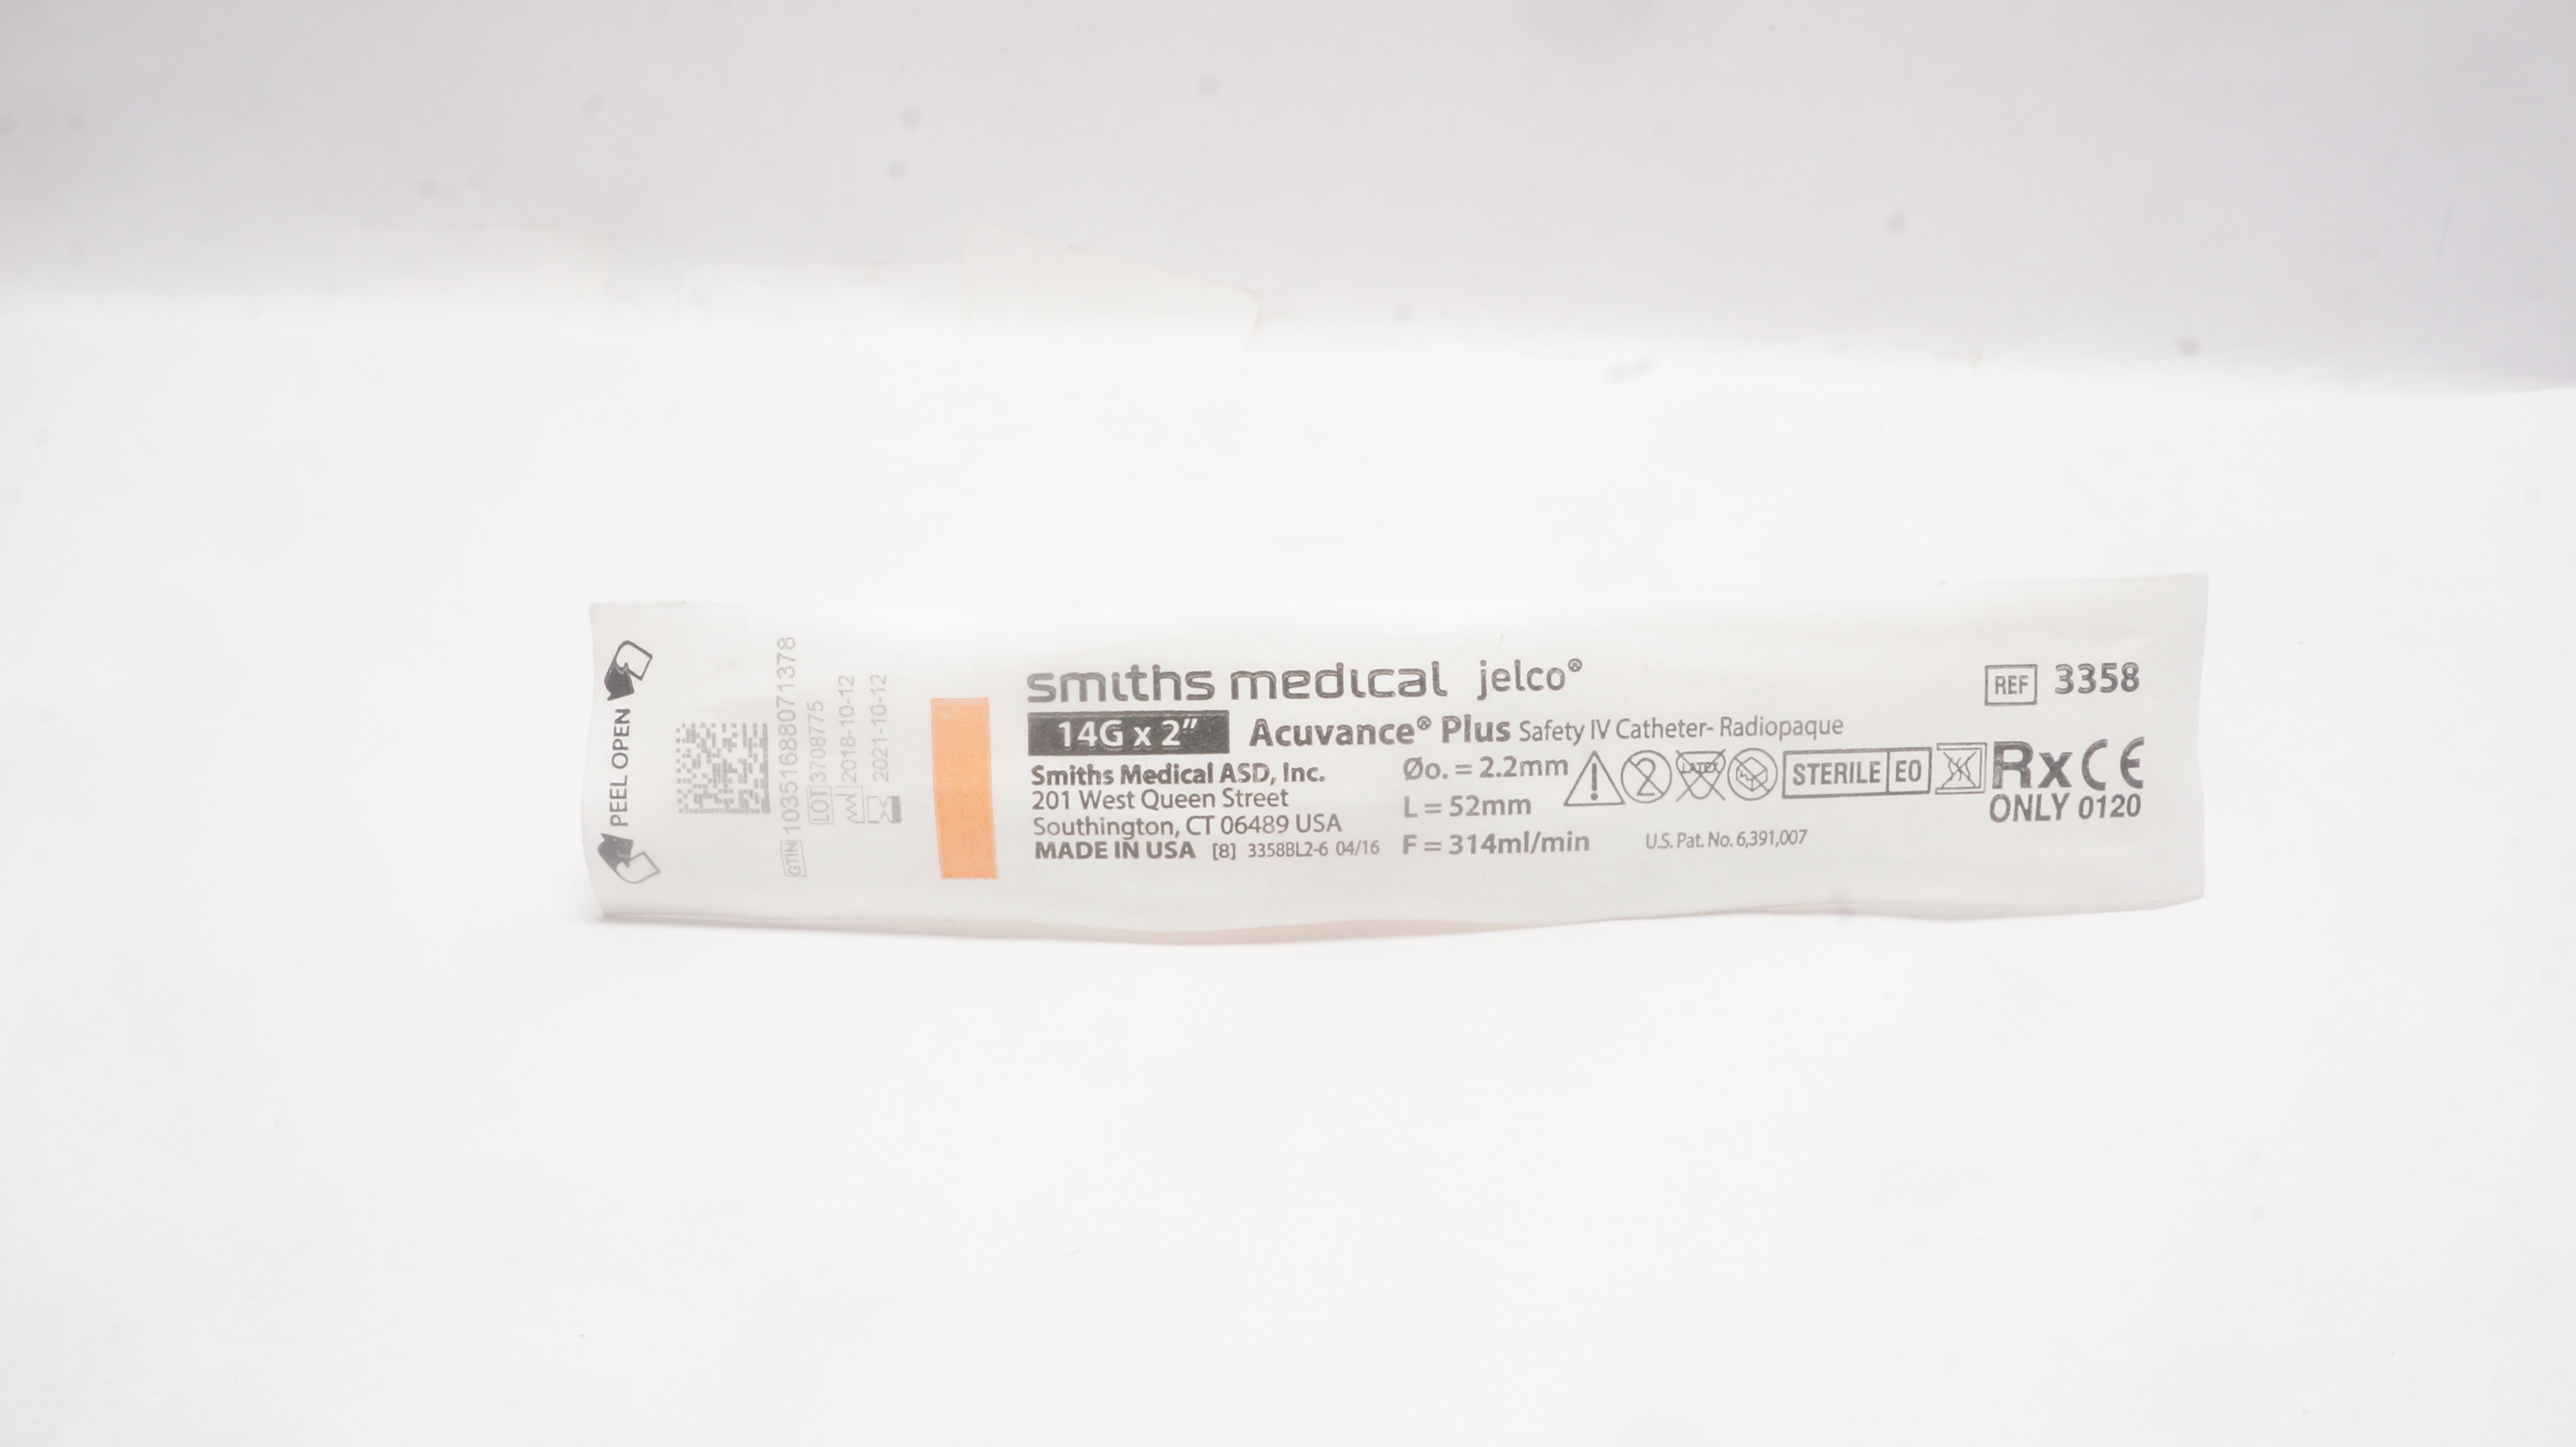 PEEL OPEN
GTIN 10351688071378
LOT 3708775
2018-10-12
2021-10-12
smiths medical jelco®
REF 3358
14G x 2" Acuvance® Plus Safety IV Catheter- Radiopaque
Smiths Medical ASD, Inc.
201 West Queen Street
Southington, CT 06489 USA
MADE IN USA [8] 3358BL2-6 04/16
Øo. = 2.2mm
L = 52mm
F = 314ml/min
2 LATEX STERILE EO
U.S. Pat. No. 6,391,007
Rx CE
ONLY 0120